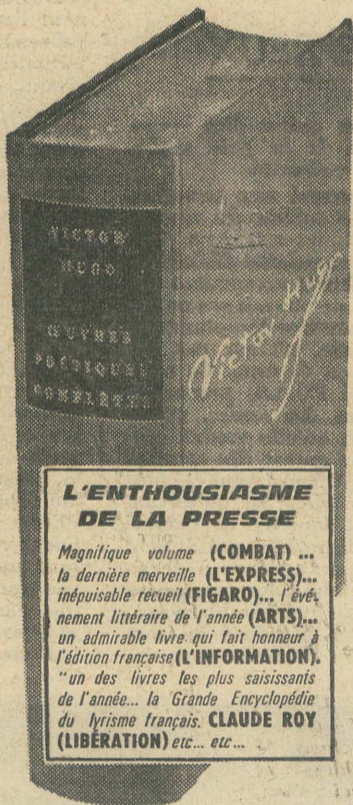 VICTOR
HUGO
ŒUVRES
POÉTIQUES
COMPLÈTES
Victor Hugo
L'ENTHOUSIASME
DE LA PRESSE
Magnifique volume (COMBAT) ...
la dernière merveille (L'EXPRESS)...
inépuisable recueil (FIGARO)... l'évé-
nement littéraire de l'année (ARTS)...
un admirable livre qui fait honneur à
l'édition française (L'INFORMATION).
"un des livres les plus saisissants
de l'année... la Grande Encyclopédie
du lyrisme français. CLAUDE ROY
(LIBÉRATION) etc... etc...